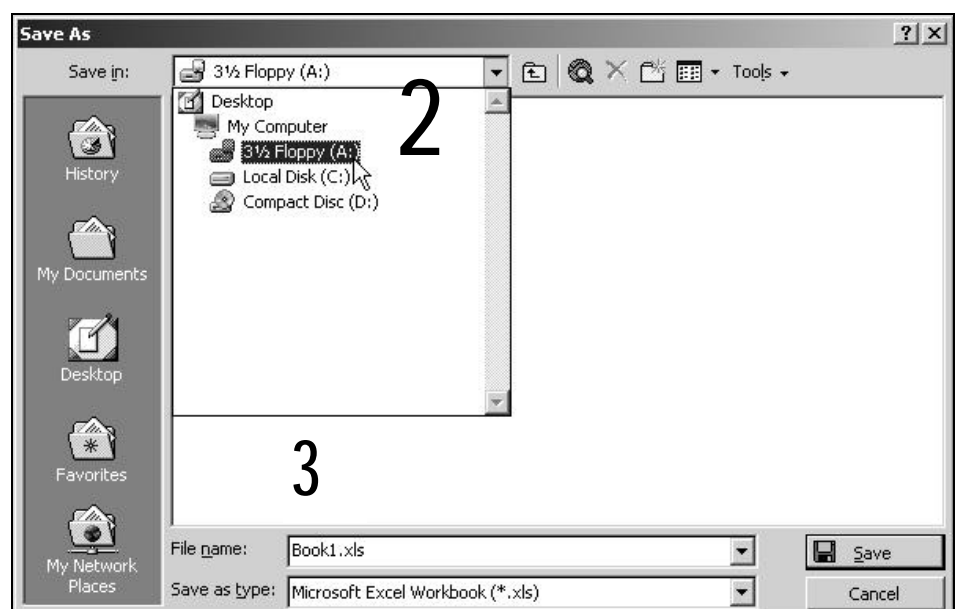 Save As
? ×
Save in:
3½ Floppy (A:)
Tools
Desktop
2
My Computer
3½ Floppy (A:)
Local Disk (C:)
Compact Disc (D:)
History
My Documents
Desktop
Favorites
My Network
Places
3
File name:
Book1.xls
Save
Save as type:
Microsoft Excel Workbook (*.xls)
Cancel